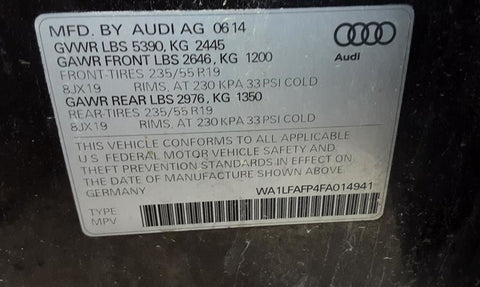 MFD. BY AUDI AG 06 14
GVWR LBS 5390, KG 2445
GAWR FRONT LBS 2646, KG 1200
FRONT-TIRES 235/55 R19
8JX19 RIMS, AT 230 KPA 33 PSI COLD
GAWR REAR LBS 2976, KG 1350
REAR-TIRES 235/55 R19
8JX19 RIMS, AT 230 KPA 33 PSI COLD
Audi
THIS VEHICLE CONFORMS TO ALL APPLICABLE
U.S. FEDERAL MOTOR VEHICLE SAFETY AND
THEFT PREVENTION STANDARDS IN EFFECT ON
THE DATE OF MANUFACTURE SHOWN ABOVE
GERMANY WA1LFAFP4FA014941
TYPE
MPV